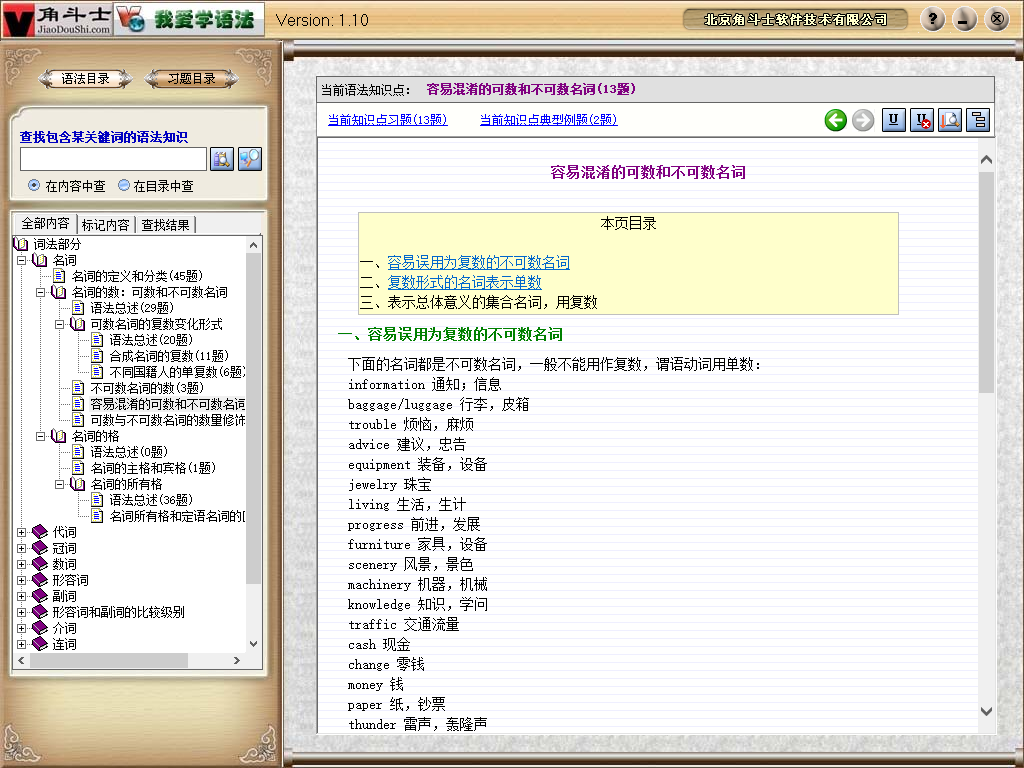 角斗士
JiaoDouShi.com
我爱学语法
Version: 1.10
北京角斗士软件技术有限公司
?
语法目录
习题目录
查找包含某关键词的语法知识
在内容中查
在目录中查
全部内容
标记内容
查找结果
词法部分
名词
名词的定义和分类(45题)
名词的数：可数和不可数名词
语法总述(29题)
可数名词的复数变化形式
语法总述(20题)
合成名词的复数(11题)
不同国籍人的单复数(6题)
不可数名词的数(3题)
容易混淆的可数和不可数名词
可数与不可数名词的数量修饰
名词的格
语法总述(0题)
名词的主格和宾格(1题)
名词的所有格
语法总述(36题)
名词所有格和定语名词的
代词
冠词
数词
形容词
副词
形容词和副词的比较级别
介词
连词
当前语法知识点：
容易混淆的可数和不可数名词(13题)
当前知识点习题(13题)
当前知识点典型例题(2题)
容易混淆的可数和不可数名词
本页目录
一、容易误用为复数的不可数名词
二、复数形式的名词表示单数
三、表示总体意义的集合名词，用复数
一、容易误用为复数的不可数名词
下面的名词都是不可数名词，一般不能用作复数，谓语动词用单数：
information 通知；信息
baggage/luggage 行李，皮箱
trouble 烦恼，麻烦
advice 建议，忠告
equipment 装备，设备
jewelry 珠宝
living 生活，生计
progress 前进，发展
furniture 家具，设备
scenery 风景，景色
machinery 机器，机械
knowledge 知识，学问
traffic 交通流量
cash 现金
change 零钱
money 钱
paper 纸，钞票
thunder 雷声，轰隆声